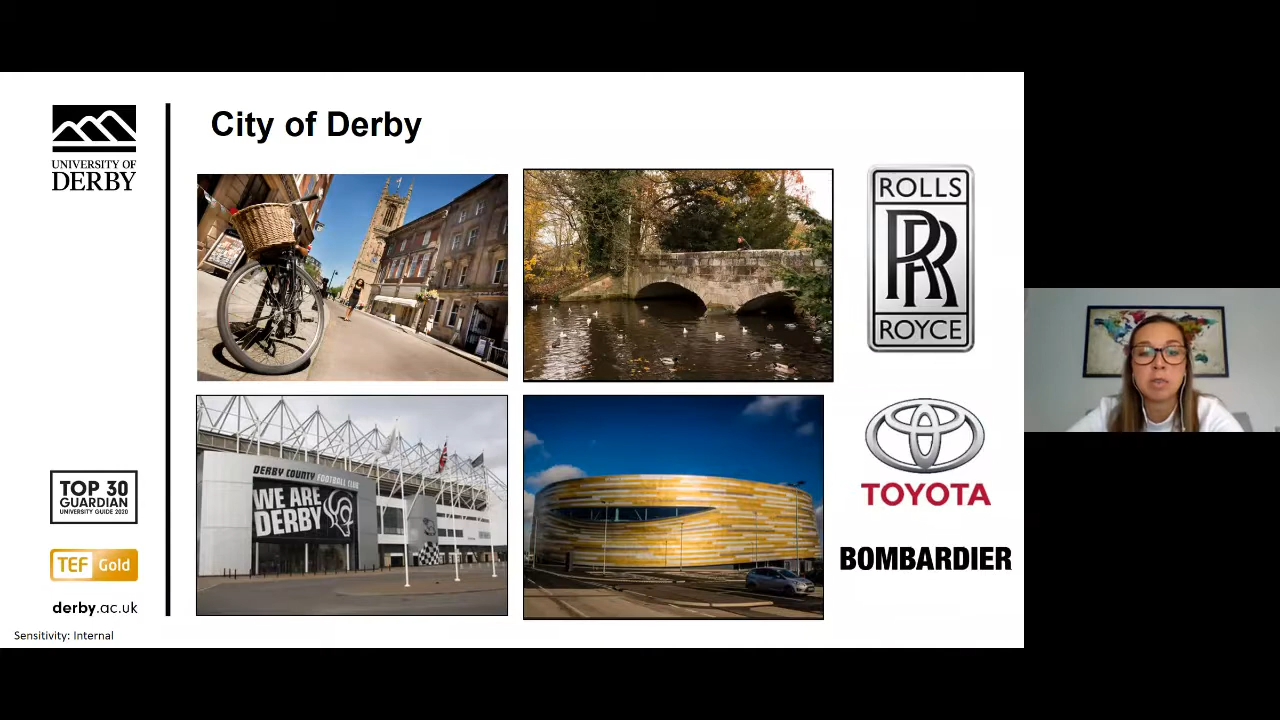 City of Derby
UNIVERSITY OF
DERBY
ROLLS
RR
ROYCE
DERBY COUNTY FOOTBALL CLUB
WE ARE
DERBY
TOYOTA
BOMBARDIER
TOP 30
GUARDIAN
UNIVERSITY GUIDE 2020
TEF Gold
derby.ac.uk
Sensitivity: Internal